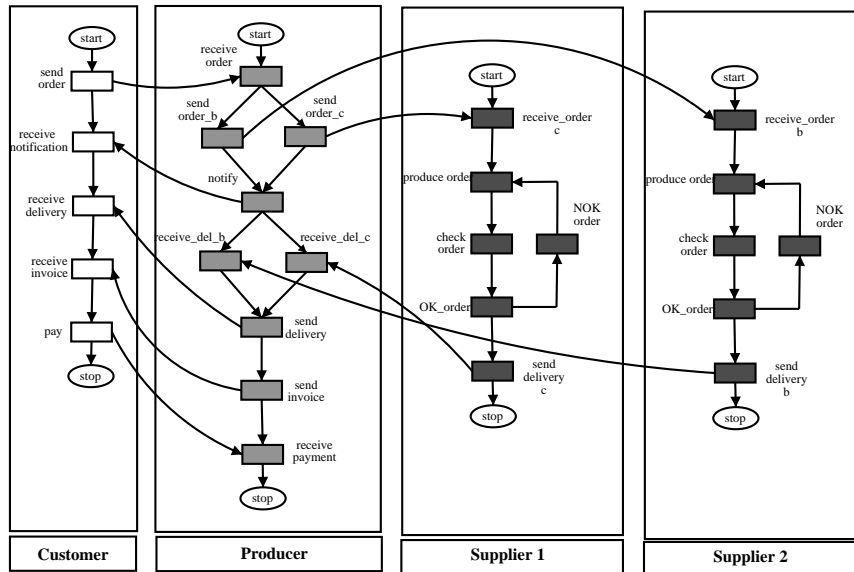 start
send
order
receive
notification
receive
delivery
receive
invoice
pay
stop
Customer
start
receive
order
send
order_b
send
order_c
notify
receive_del_b
receive_del_c
send
delivery
send
invoice
receive
payment
stop
Producer
start
receive_order
c
produce order
NOK
order
check
order
OK_order
send
delivery
c
stop
Supplier 1
start
receive_order
b
produce order
NOK
order
check
order
OK_order
send
delivery
b
stop
Supplier 2